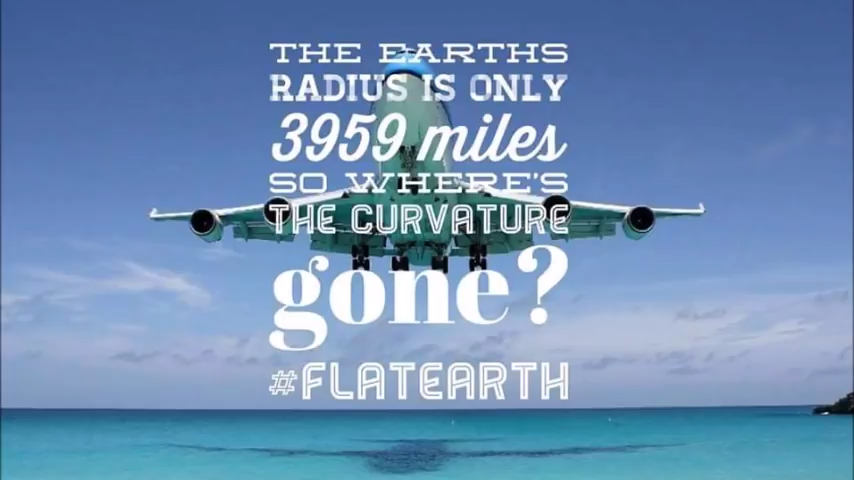 THE EARTHS
RADIUS IS ONLY
3959 miles
SO WHERE'S
THE CURVATURE
gone?
#FLATEARTH